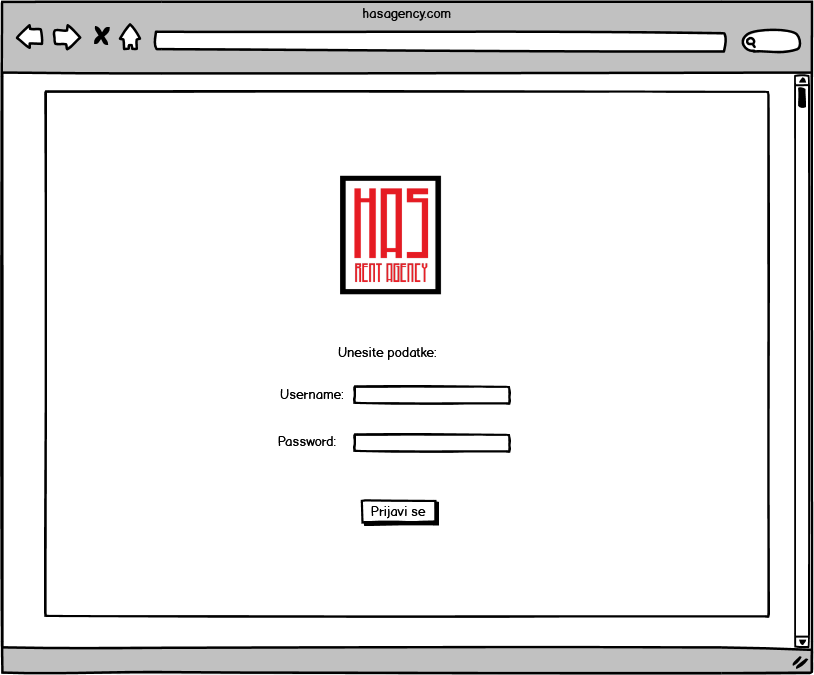 hasagency.com
HAS
RENT AGENCY
Unesite podatke:
Username:
Password:
Prijavi se